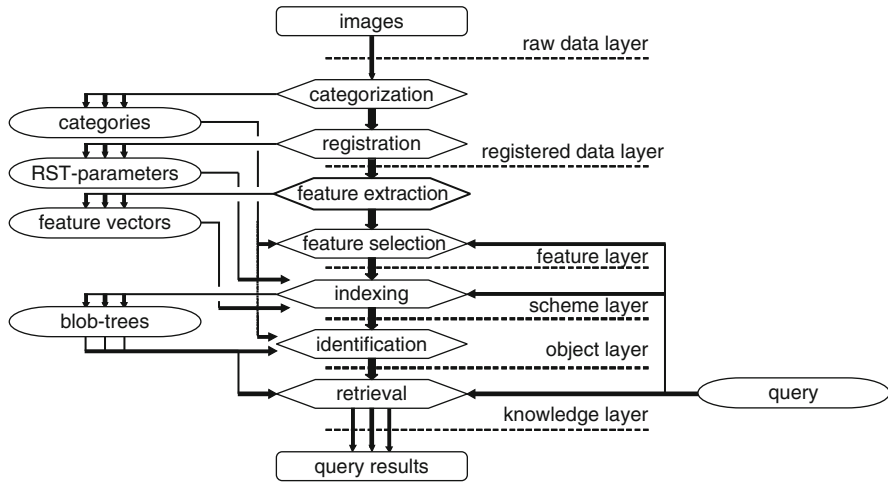 images
raw data layer
categorization
categories
registration
registered data layer
RST-parameters
feature extraction
feature vectors
feature selection
feature layer
indexing
scheme layer
blob-trees
identification
object layer
retrieval
query
knowledge layer
query results